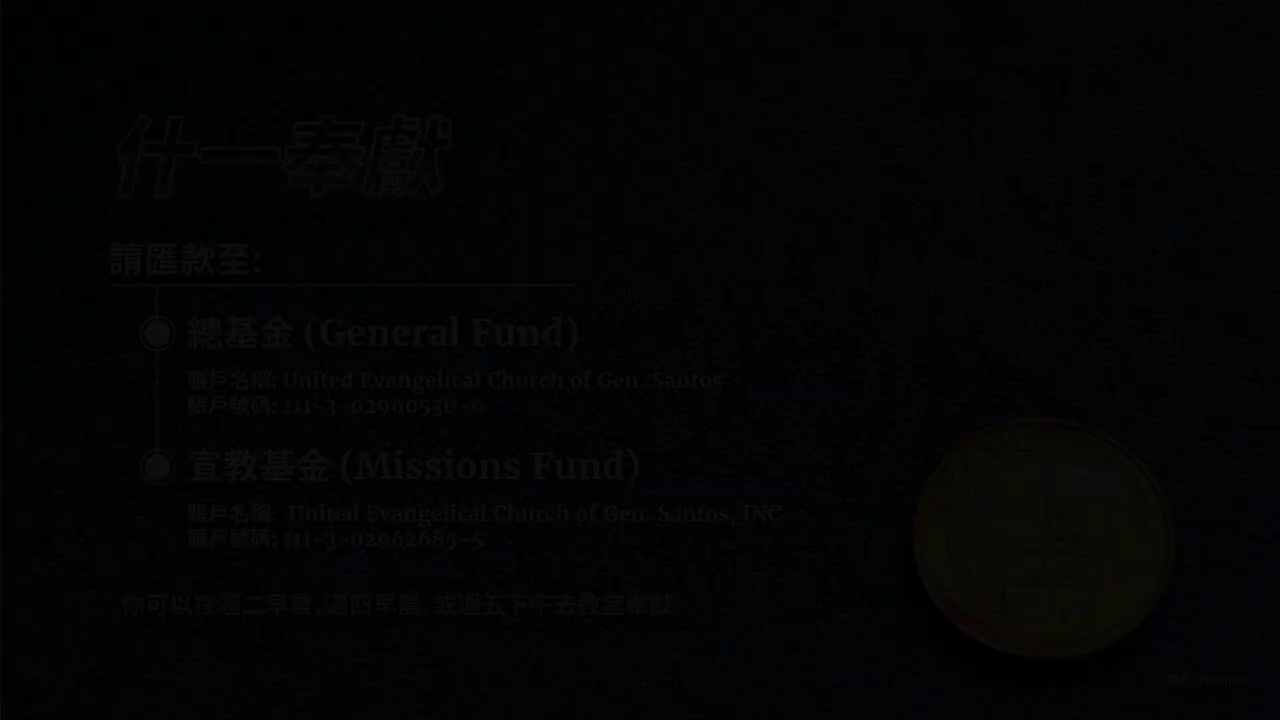 什一奉獻
請匯款至:
總基金 (General Fund)
賬戶名稱: United Evangelical Church of Gen. Santos
賬戶號碼: 111-3-02960530-0
宣教基金 (Missions Fund)
賬戶名稱: United Evangelical Church of Gen. Santos, INC
賬戶號碼: 111-3-02962689-5
你可以在週二早晨、週四早晨、或週五下午去教室奉獻